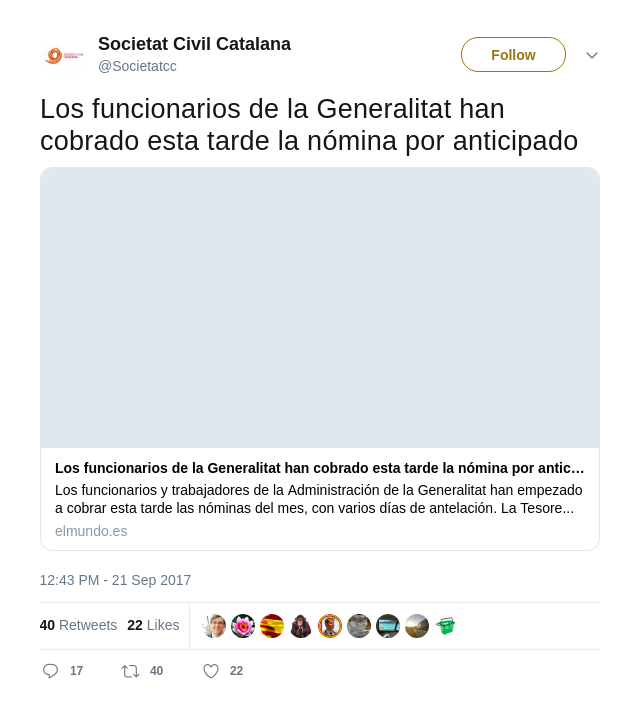 Societat Civil Catalana
@Societatcc
Follow
Los funcionarios de la Generalitat han
cobrado esta tarde la nómina por anticipado
Los funcionarios de la Generalitat han cobrado esta tarde la nómina por antic…
Los funcionarios y trabajadores de la Administración de la Generalitat han empezado
a cobrar esta tarde las nóminas del mes, con varios días de antelación. La Tesore...
elmundo.es
12:43 PM - 21 Sep 2017
40 Retweets 22 Likes
17 40 22